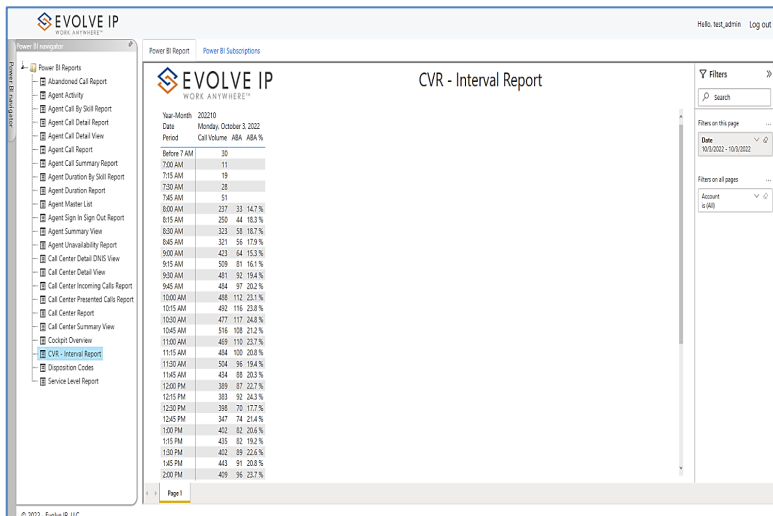 EVOLVE IP
WORK ANYWHERE™
Hello, test_admin Log out
Power BI navigator
Power BI navigator
Power BI Reports
Abandoned Call Report
Agent Activity
Agent Call By Skill Report
Agent Call Detail Report
Agent Call Detail View
Agent Call Report
Agent Call Summary Report
Agent Duration By Skill Report
Agent Duration Report
Agent Master List
Agent Sign In Sign Out Report
Agent Summary View
Agent Unavailability Report
Call Center Detail DNIS View
Call Center Detail View
Call Center Incoming Calls Report
Call Center Presented Calls Report
Call Center Report
Call Center Summary View
Cockpit Overview
CVR - Interval Report
Disposition Codes
Service Level Report
Power BI Report Power BI Subscriptions
EVOLVE IP
WORK ANYWHERE™
CVR - Interval Report
Year-Month 202210
Date Monday, October 3, 2022
Period Call Volume ABA ABA %
Before 7 AM 30
7:00 AM 11
7:15 AM 19
7:30 AM 28
7:45 AM 51
8:00 AM 237 33 14.7 %
8:15 AM 250 44 18.3 %
8:30 AM 323 58 18.7 %
8:45 AM 321 56 17.9 %
9:00 AM 423 64 15.3 %
9:15 AM 509 81 16.1 %
9:30 AM 481 92 19.4 %
9:45 AM 484 97 20.2 %
10:00 AM 488 112 23.1 %
10:15 AM 492 116 23.8 %
10:30 AM 477 117 24.8 %
10:45 AM 516 108 21.2 %
11:00 AM 469 110 23.7 %
11:15 AM 484 100 20.8 %
11:30 AM 504 96 19.4 %
11:45 AM 434 88 20.3 %
12:00 PM 389 87 22.7 %
12:15 PM 383 92 24.3 %
12:30 PM 398 70 17.7 %
12:45 PM 347 74 21.4 %
1:00 PM 402 82 20.6 %
1:15 PM 435 82 19.2 %
1:30 PM 402 89 22.6 %
1:45 PM 443 91 20.8 %
2:00 PM 409 96 23.7 %
Page 1
Filters
Search
Filters on this page ...
Date
10/3/2022 - 10/3/2022
Filters on all pages ...
Account
is (All)
© 2022 - Evolve IP, LLC